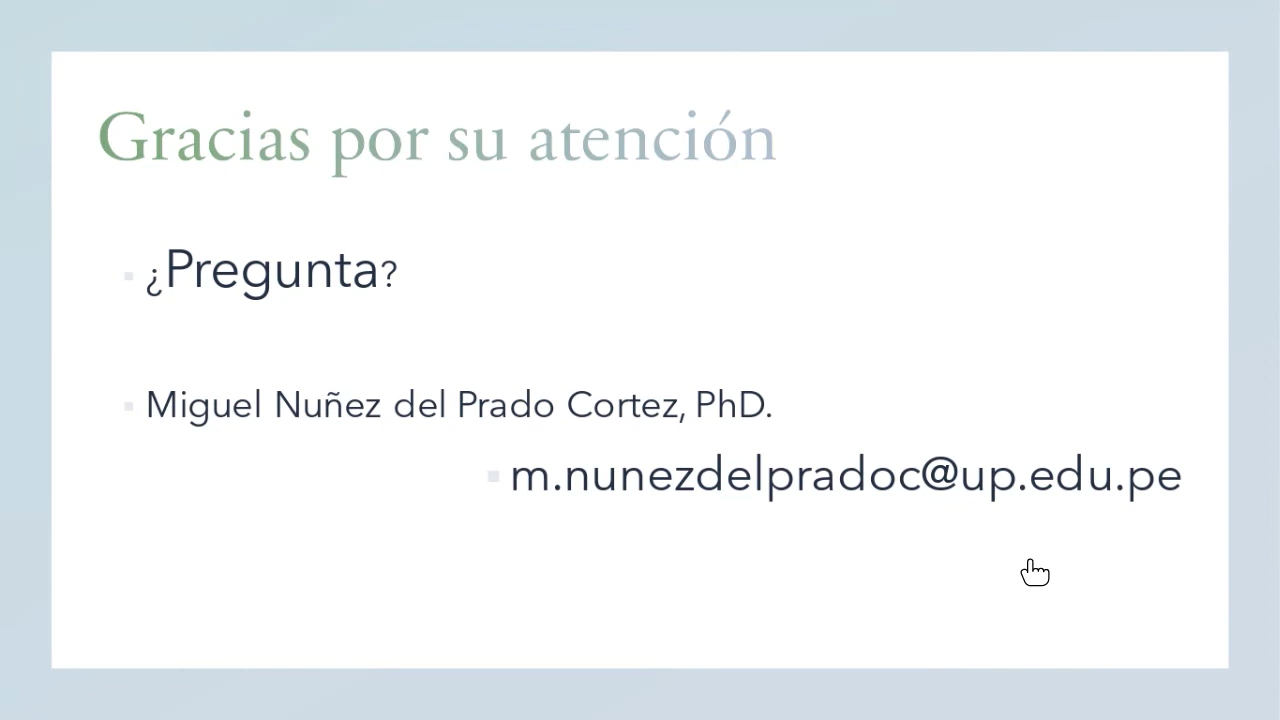 Gracias por su atención
¿Pregunta?
Miguel Nuñez del Prado Cortez, PhD.
m.nunezdelpradoc@up.edu.pe